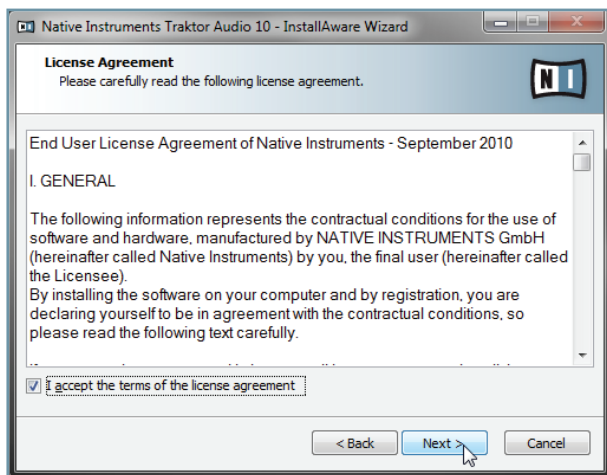 Native Instruments Traktor Audio 10 - InstallAware Wizard
License Agreement
Please carefully read the following license agreement.
N I
End User License Agreement of Native Instruments - September 2010
I. GENERAL
The following information represents the contractual conditions for the use of
software and hardware, manufactured by NATIVE INSTRUMENTS GmbH
(hereinafter called Native Instruments) by you, the final user (hereinafter called
the Licensee).
By installing the software on your computer and by registration, you are
declaring yourself to be in agreement with the contractual conditions, so
please read the following text carefully.
I accept the terms of the license agreement
< Back Next > Cancel